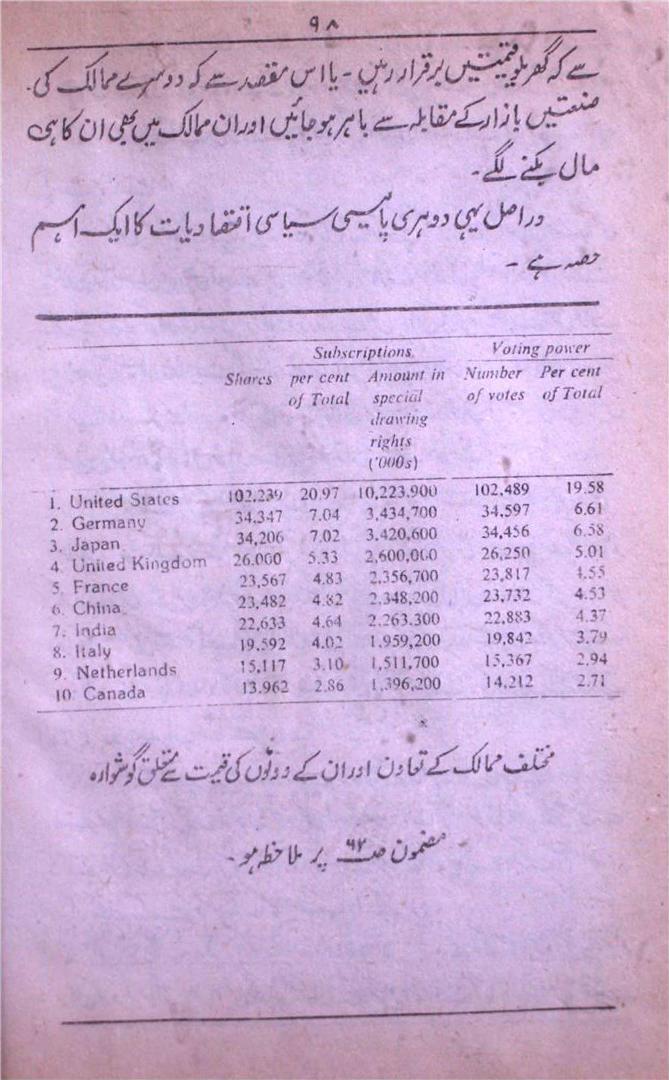 ۹۸
سے کہ گھریلو قیمتیں برقرار رہیں ۔ یا اس مقصد سے کہ دوسرے ممالک کی
صنعتیں بازار کے مقابلہ سے باہر ہو جائیں اور ان ممالک میں بھی ان کا ہی
مال بکنے لگے ۔
در اصل یہی دوہری پالیسی سیاسی اقتصادیات کا ایک اہم
حصہ ہے ۔
Subscriptions Voting power
Shares per cent Amount in Number Per cent
of Total special of votes of Total
drawing
rights
('000s)
1. United States 102,239 20.97 10,223.900 102,489 19.58
2. Germany 34.347 7.04 3,434,700 34,597 6.61
3. Japan 34,206 7.02 3,420,600 34,456 6.58
4. United Kingdom 26.000 5.33 2,600,000 26,250 5.01
5. France 23,567 4.83 2,356,700 23,817 4.55
6. China 23,482 4.82 2,348,200 23,732 4.53
7. India 22,633 4.64 2.263.300 22,883 4.37
8. Italy 19.592 4.02 1,959,200 19,842 3.79
9. Netherlands 15,117 3.10 1,511,700 15,367 2.94
10. Canada 13.962 2.86 1,396,200 14,212 2.71
مختلف ممالک کے تعاون اور ان کے ووٹوں کی قیمت سے متعلق گوشوارہ
مضمون ص ۹۲ پر ملاحظہ ہو ۔